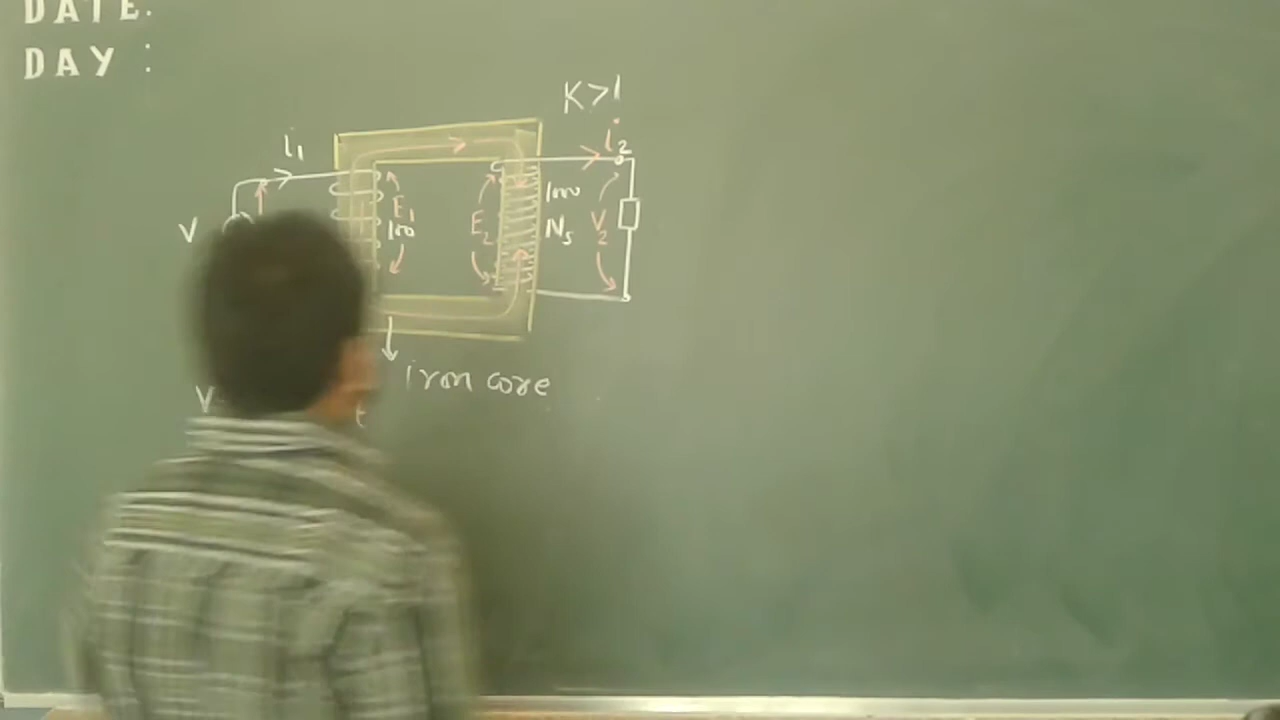 DATE:
DAY :
K>1
i1
i2
V
E1
100
E2
1000
Ns
V2
iron core
V
t